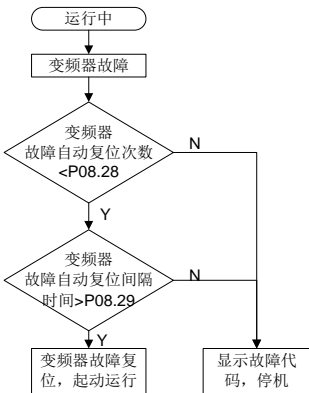 运行中
变频器故障
变频器
故障自动复位次数
<P08.28
N
Y
变频器
故障自动复位间隔
时间>P08.29
N
Y
变频器故障复
位，起动运行
显示故障代
码，停机